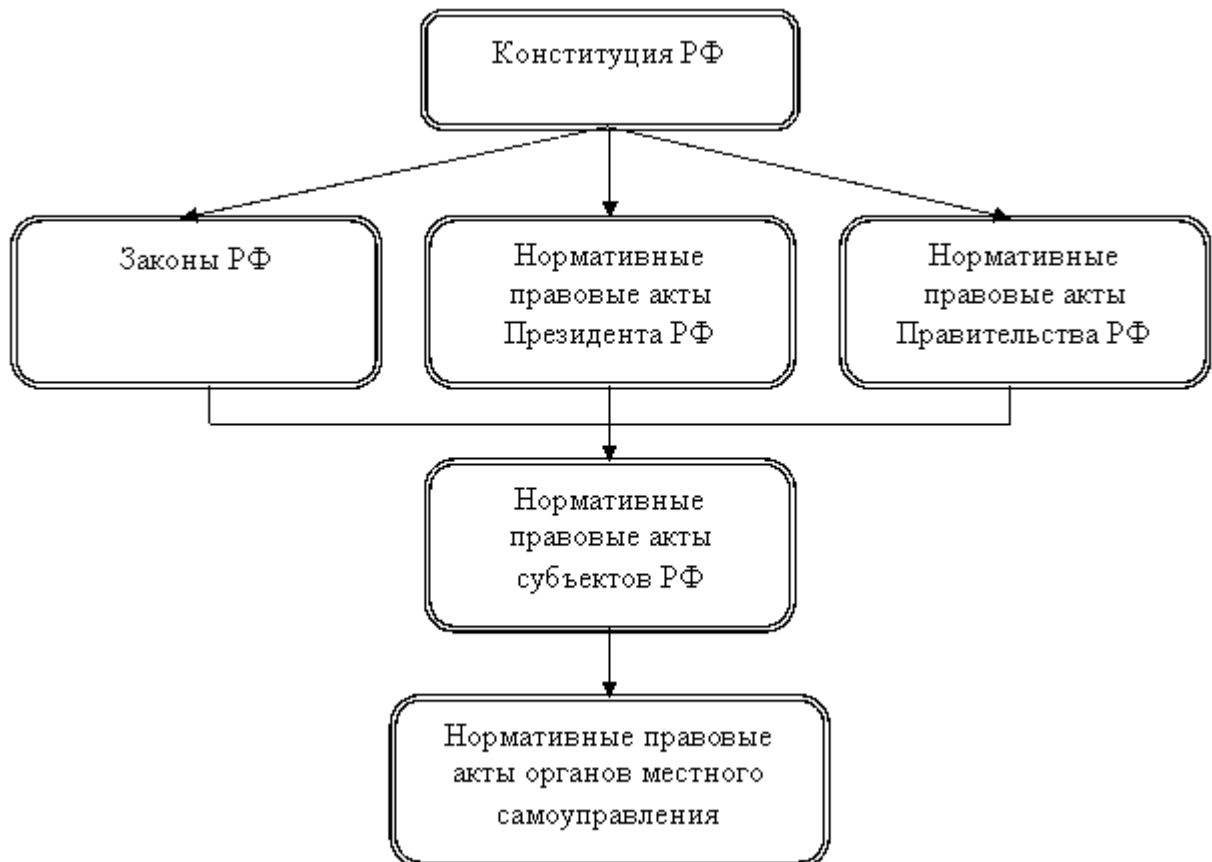 Конституция РФ
Законы РФ
Нормативные
правовые акты
Президента РФ
Нормативные
правовые акты
Правительства РФ
Нормативные
правовые акты
субъектов РФ
Нормативные правовые
акты органов местного
самоуправления